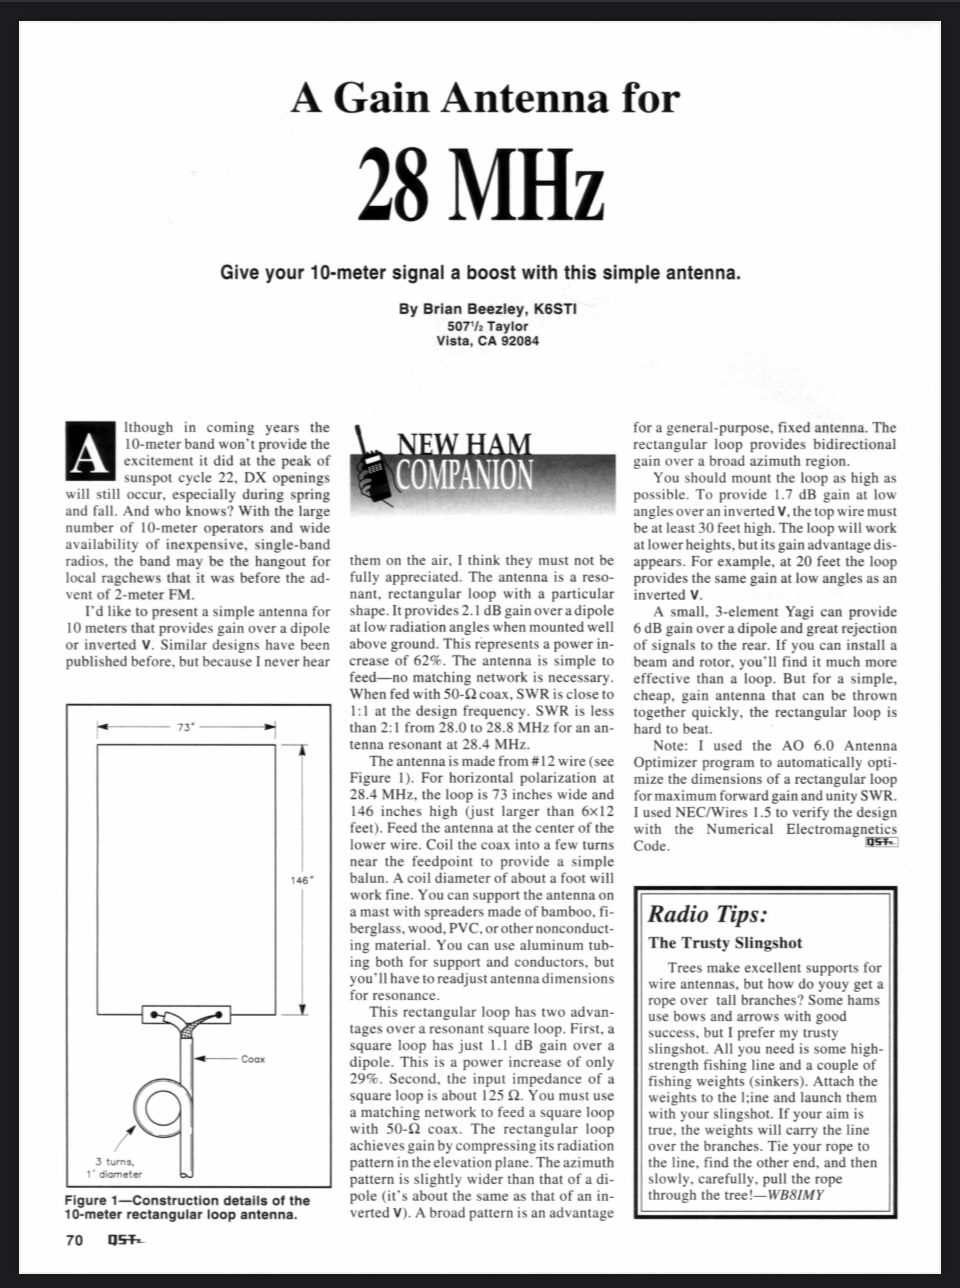 A Gain Antenna for
28 MHz
Give your 10-meter signal a boost with this simple antenna.
By Brian Beezley, K6STI
507½ Taylor
Vista, CA 92084
Although in coming years the
10-meter band won't provide the
excitement it did at the peak of
sunspot cycle 22, DX openings
will still occur, especially during spring
and fall. And who knows? With the large
number of 10-meter operators and wide
availability of inexpensive, single-band
radios, the band may be the hangout for
local ragchews that it was before the ad-
vent of 2-meter FM.
I'd like to present a simple antenna for
10 meters that provides gain over a dipole
or inverted V. Similar designs have been
published before, but because I never hear
73"
146"
Coax
3 turns,
1' diameter
Figure 1—Construction details of the
10-meter rectangular loop antenna.
NEW HAM
COMPANION
them on the air, I think they must not be
fully appreciated. The antenna is a reso-
nant, rectangular loop with a particular
shape. It provides 2.1 dB gain over a dipole
at low radiation angles when mounted well
above ground. This represents a power in-
crease of 62%. The antenna is simple to
feed—no matching network is necessary.
When fed with 50-Ω coax, SWR is close to
1:1 at the design frequency. SWR is less
than 2:1 from 28.0 to 28.8 MHz for an an-
tenna resonant at 28.4 MHz.
The antenna is made from #12 wire (see
Figure 1). For horizontal polarization at
28.4 MHz, the loop is 73 inches wide and
146 inches high (just larger than 6×12
feet). Feed the antenna at the center of the
lower wire. Coil the coax into a few turns
near the feedpoint to provide a simple
balun. A coil diameter of about a foot will
work fine. You can support the antenna on
a mast with spreaders made of bamboo, fi-
berglass, wood, PVC, or other nonconduct-
ing material. You can use aluminum tub-
ing both for support and conductors, but
you'll have to readjust antenna dimensions
for resonance.
This rectangular loop has two advan-
tages over a resonant square loop. First, a
square loop has just 1.1 dB gain over a
dipole. This is a power increase of only
29%. Second, the input impedance of a
square loop is about 125 Ω. You must use
a matching network to feed a square loop
with 50-Ω coax. The rectangular loop
achieves gain by compressing its radiation
pattern in the elevation plane. The azimuth
pattern is slightly wider than that of a di-
pole (it's about the same as that of an in-
verted V). A broad pattern is an advantage
for a general-purpose, fixed antenna. The
rectangular loop provides bidirectional
gain over a broad azimuth region.
You should mount the loop as high as
possible. To provide 1.7 dB gain at low
angles over an inverted V, the top wire must
be at least 30 feet high. The loop will work
at lower heights, but its gain advantage dis-
appears. For example, at 20 feet the loop
provides the same gain at low angles as an
inverted V.
A small, 3-element Yagi can provide
6 dB gain over a dipole and great rejection
of signals to the rear. If you can install a
beam and rotor, you'll find it much more
effective than a loop. But for a simple,
cheap, gain antenna that can be thrown
together quickly, the rectangular loop is
hard to beat.
Note: I used the AO 6.0 Antenna
Optimizer program to automatically opti-
mize the dimensions of a rectangular loop
for maximum forward gain and unity SWR.
I used NEC/Wires 1.5 to verify the design
with the Numerical Electromagnetics
Code. QST
Radio Tips:
The Trusty Slingshot
Trees make excellent supports for
wire antennas, but how do youy get a
rope over tall branches? Some hams
use bows and arrows with good
success, but I prefer my trusty
slingshot. All you need is some high-
strength fishing line and a couple of
fishing weights (sinkers). Attach the
weights to the l;ine and launch them
with your slingshot. If your aim is
true, the weights will carry the line
over the branches. Tie your rope to
the line, find the other end, and then
slowly, carefully, pull the rope
through the tree!—WB8IMY
70 QST